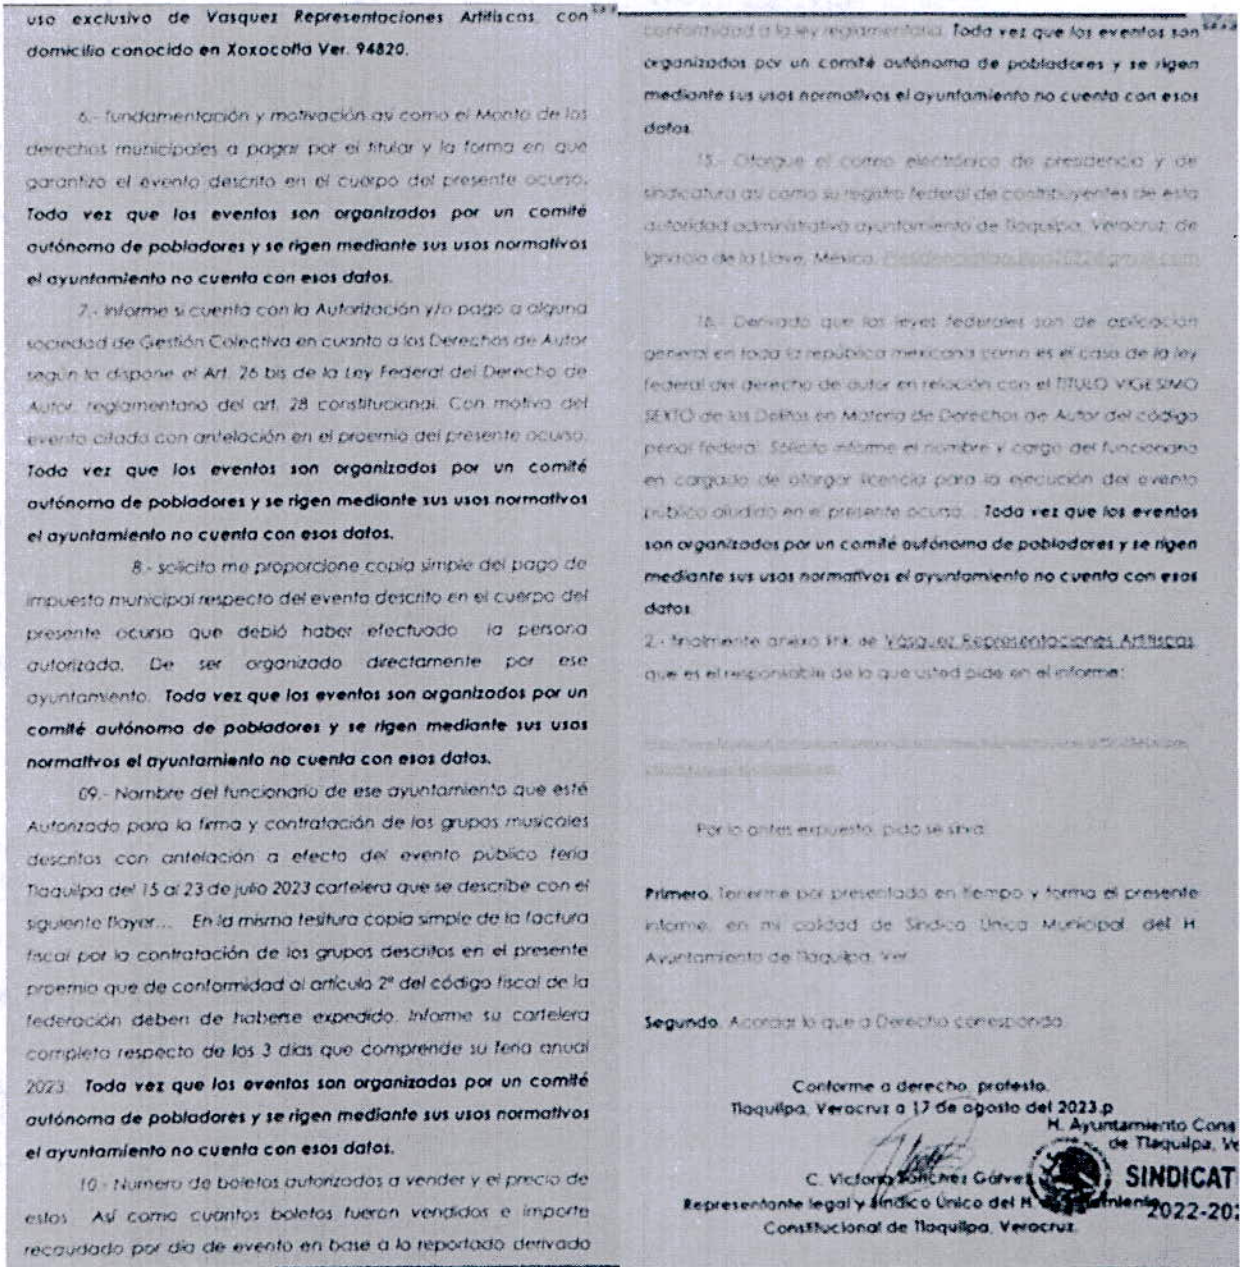 uso exclusivo de Vasquez Representaciones Artitiscas, con
domicilio conocido en Xoxocotla Ver. 94820.
6.- fundamentación y motivación asy como el Monto de los
derechos municipales a pagar por el titular y la forma en que
garantizo el evento descrito en el cuerpo del presente ocurso.
Toda vez que los eventos son organizados por un comité
autónoma de pobladores y se rigen mediante sus usos normativos
el ayuntamiento no cuenta con esos datos.
7.- informe si cuenta con la Autorización y/o pago a alguna
sociedad de Gestión Colectiva en cuanto a los Derechos de Autor
según lo dispone el Art. 26 bis de la Ley Federal del Derecho de
Autor, reglamentario del art. 28 constitucional. Con motivo del
evento citado con antelación en el proemio del presente ocurso.
Toda vez que los eventos son organizados por un comité
autónoma de pobladores y se rigen mediante sus usos normativos
el ayuntamiento no cuenta con esos datos.
8.- solicito me proporcione copia simple del pago de
impuesto municipal respecto del evento descrito en el cuerpo del
presente ocurso que debió haber efectuado la persona
autorizada. De ser organizado directamente por ese
ayuntamiento. Toda vez que los eventos son organizados por un
comité autónoma de pobladores y se rigen mediante sus usos
normativos el ayuntamiento no cuenta con esos datos.
09.- Nombre del funcionario de ese ayuntamiento que esté
Autorizado para la firma y contratación de los grupos musicales
descritos con antelación a efecto del evento público feria
Tlaquilpa del 15 al 23 de julio 2023 cartelera que se describe con el
siguiente flayer... En la misma tesitura copia simple de la factura
fiscal por la contratación de los grupos descritos en el presente
proemio que de conformidad al artículo 2° del código fiscal de la
federación deben de haberse expedido. Informe su cartelera
completa respecto de los 3 días que comprende su feria anual
2023. Toda vez que los eventos son organizados por un comité
autónoma de pobladores y se rigen mediante sus usos normativos
el ayuntamiento no cuenta con esos datos.
10.- Numero de boletos autorizados a vender y el precio de
estos. Así como cuantos boletos fueron vendidos e importe
recaudado por día de evento en base a lo reportado derivado
conformidad a la ley reglamentaria. Toda vez que los eventos son
organizados por un comité autónoma de pobladores y se rigen
mediante sus usos normativos el ayuntamiento no cuenta con esos
datos.
15.- Otorgue el correo electrónico de presidencia y de
sindicatura así como su registro federal de contribuyentes de esta
autoridad administrativa ayuntamiento de Tlaquilpa, Veracruz, de
Ignacio de la Llave, México.
16.- Derivado que las leyes federales son de aplicación
general en toda la república mexicana como es el caso de la ley
federal del derecho de autor en relación con el TITULO VIGESIMO
SEXTO de los Delitos en Materia de Derechos de Autor del código
penal federal. Solicito informe el nombre y cargo del funcionario
en cargado de otorgar licencia para la ejecución del evento
público aludido en el presente ocurso. . Toda vez que los eventos
son organizados por un comité autónoma de pobladores y se rigen
mediante sus usos normativos el ayuntamiento no cuenta con esos
datos.
2.- finalmente anexo link de Vásquez Representaciones Artitiscas,
que es el responsable de lo que usted pide en el informe:
Por lo antes expuesto, pido se sirva:
Primero. Tenerme por presentado en tiempo y forma el presente
informe, en mi calidad de Sindica Única Municipal del H.
Ayuntamiento de Tlaquilpa, Ver.
Segundo. Acordar lo que a Derecho corresponda.
Conforme a derecho, protesto.
Tlaquilpa, Veracruz a 17 de agosto del 2023.p
H. Ayuntamiento Cons
de Tlaquilpa, Ve
SINDICAT
2022-202
C. Victoria Sánchez Gálvez
Representante legal y Síndico Único del H.
Constitucional de Tlaquilpa, Veracruz.